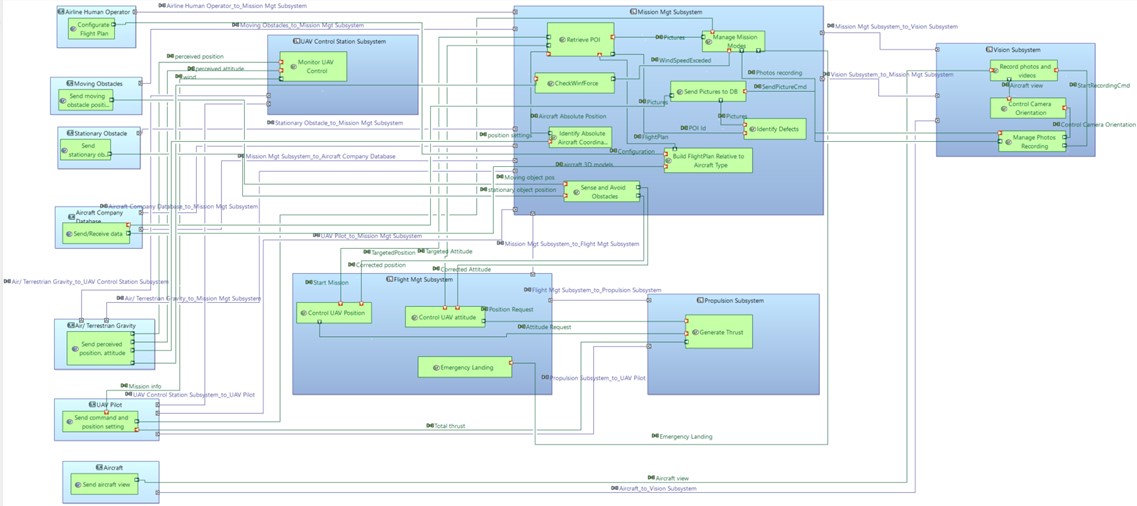 Airline Human Operator
Configurate
Flight Plan
Airline Human Operator_to_Mission Mgt Subsystem
Moving Obstacles_to_Mission Mgt Subsystem
UAV Control Station Subsystem
Monitor UAV
Control
perceived position
perceived attitude
wind
Moving Obstacles
Send moving
obstacle positi...
Stationary Obstacle
Send
stationary ob...
Stationary Obstacle_to_Mission Mgt Subsystem
Mission Mgt Subsystem_to_Aircraft Company Database
Mission Mgt Subsystem
Retrieve POI
Pictures
Manage Mission
Modes
WindSpeedExceded
CheckWinForce
Photos recording
SendPictureCmd
Send Pictures to DB
Pictures
Aircraft Absolute Position
Pictures
position settings
Identify Absolute
Aircraft Coordina...
POI Id
Identify Defects
FlightPlan
Configuration
Build FlightPlan Relative to
Aircraft Type
Aircraft 3D models
Moving object pos
stationary object position
Sense and Avoid
Obstacles
Mission Mgt Subsystem_to_Vision Subsystem
Vision Subsystem_to_Mission Mgt Subsystem
Vision Subsystem
Record photos and
videos
Aircraft view
StartRecordingCmd
Control Camera
Orientation
Control Camera Orientation
Manage Photos
Recording
Aircraft Company
Database
Aircraft Company Database_to_Mission Mgt Subsystem
Send/Receive data
UAV Pilot_to_Mission Mgt Subsystem
Mission Mgt Subsystem_to_Flight Mgt Subsystem
TargetedPosition
Targeted Attitude
Corrected position
Corrected Attitude
Air/ Terrestrian Gravity_to_UAV Control Station Subsystem
Air/ Terrestrian Gravity_to_Mission Mgt Subsystem
Flight Mgt Subsystem
Start Mission
Control UAV Position
Control UAV attitude
Position Request
Attitude Request
Emergency Landing
Flight Mgt Subsystem_to_Propulsion Subsystem
Propulsion Subsystem
Generate Thrust
Propulsion Subsystem_to_UAV Pilot
Air/ Terrestrian Gravity
Send perceived
position, attitude
Mission info
UAV Control Station Subsystem_to_UAV Pilot
UAV Pilot
Send command and
position setting
Total thrust
Emergency Landing
Aircraft
Send aircraft view
Aircraft view
Aircraft_to_Vision Subsystem